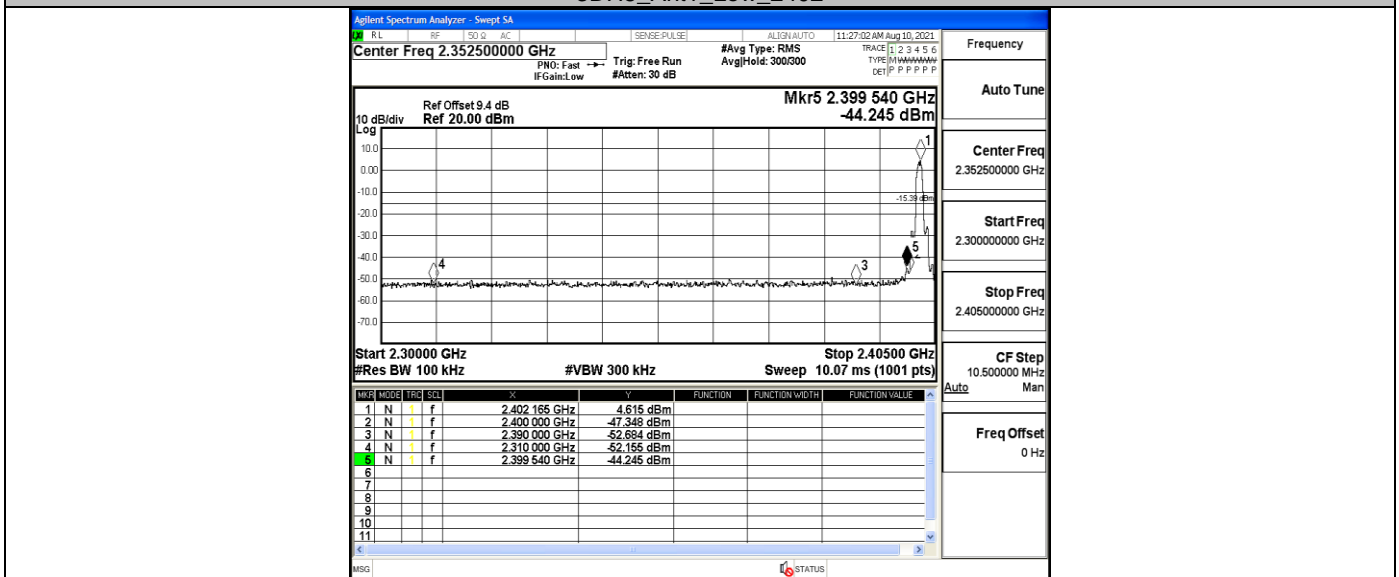 Agilent Spectrum Analyzer - Swept SA
RL RF 50 Ω AC SENSE:PULSE ALIGN AUTO 11:27:02 AM Aug 10, 2021
Center Freq 2.352500000 GHz
PNO: Fast
IFGain:Low
Trig: Free Run
#Atten: 30 dB
#Avg Type: RMS
Avg|Hold: 300/300
TRACE 1 2 3 4 5 6
TYPE MWWWWW
DET P P P P P P
Frequency
Auto Tune
Center Freq
2.352500000 GHz
Start Freq
2.300000000 GHz
Stop Freq
2.405000000 GHz
CF Step
10.500000 MHz
Auto Man
Freq Offset
0 Hz
Mkr5 2.399 540 GHz
-44.245 dBm
Ref Offset 9.4 dB
10 dB/div Ref 20.00 dBm
Log
10.0
0.00
-10.0
-20.0
-30.0
-40.0
-50.0
-60.0
-70.0
1
-15.39 dBm
5
4
3
Start 2.30000 GHz Stop 2.40500 GHz
#Res BW 100 kHz #VBW 300 kHz Sweep 10.07 ms (1001 pts)
MKR MODE TRC SCL X Y FUNCTION FUNCTION WIDTH FUNCTION VALUE
1 N 1 f 2.402 165 GHz 4.615 dBm
2 N 1 f 2.400 000 GHz -47.348 dBm
3 N 1 f 2.390 000 GHz -52.684 dBm
4 N 1 f 2.310 000 GHz -52.155 dBm
5 N 1 f 2.399 540 GHz -44.245 dBm
6
7
8
9
10
11
MSG STATUS